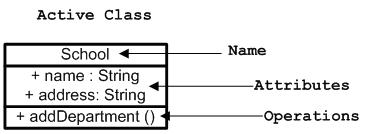 Active Class
School
Name
+ name : String
+ address: String
Attributes
+ addDepartment ()
Operations